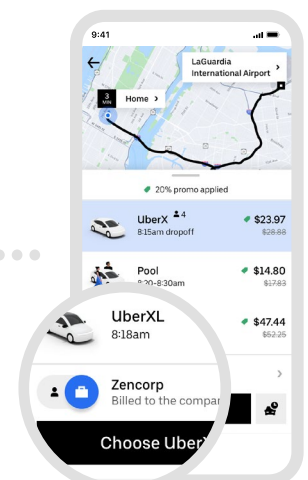 9:41
LaGuardia
International Airport >
3
MIN
Home >
20% promo applied
UberX 4
$23.97
8:15am dropoff
$28.88
Pool
$14.80
8:20-8:30am
$17.83
UberXL
8:18am
$47.44
$52.25
Zencorp
Billed to the
Choose